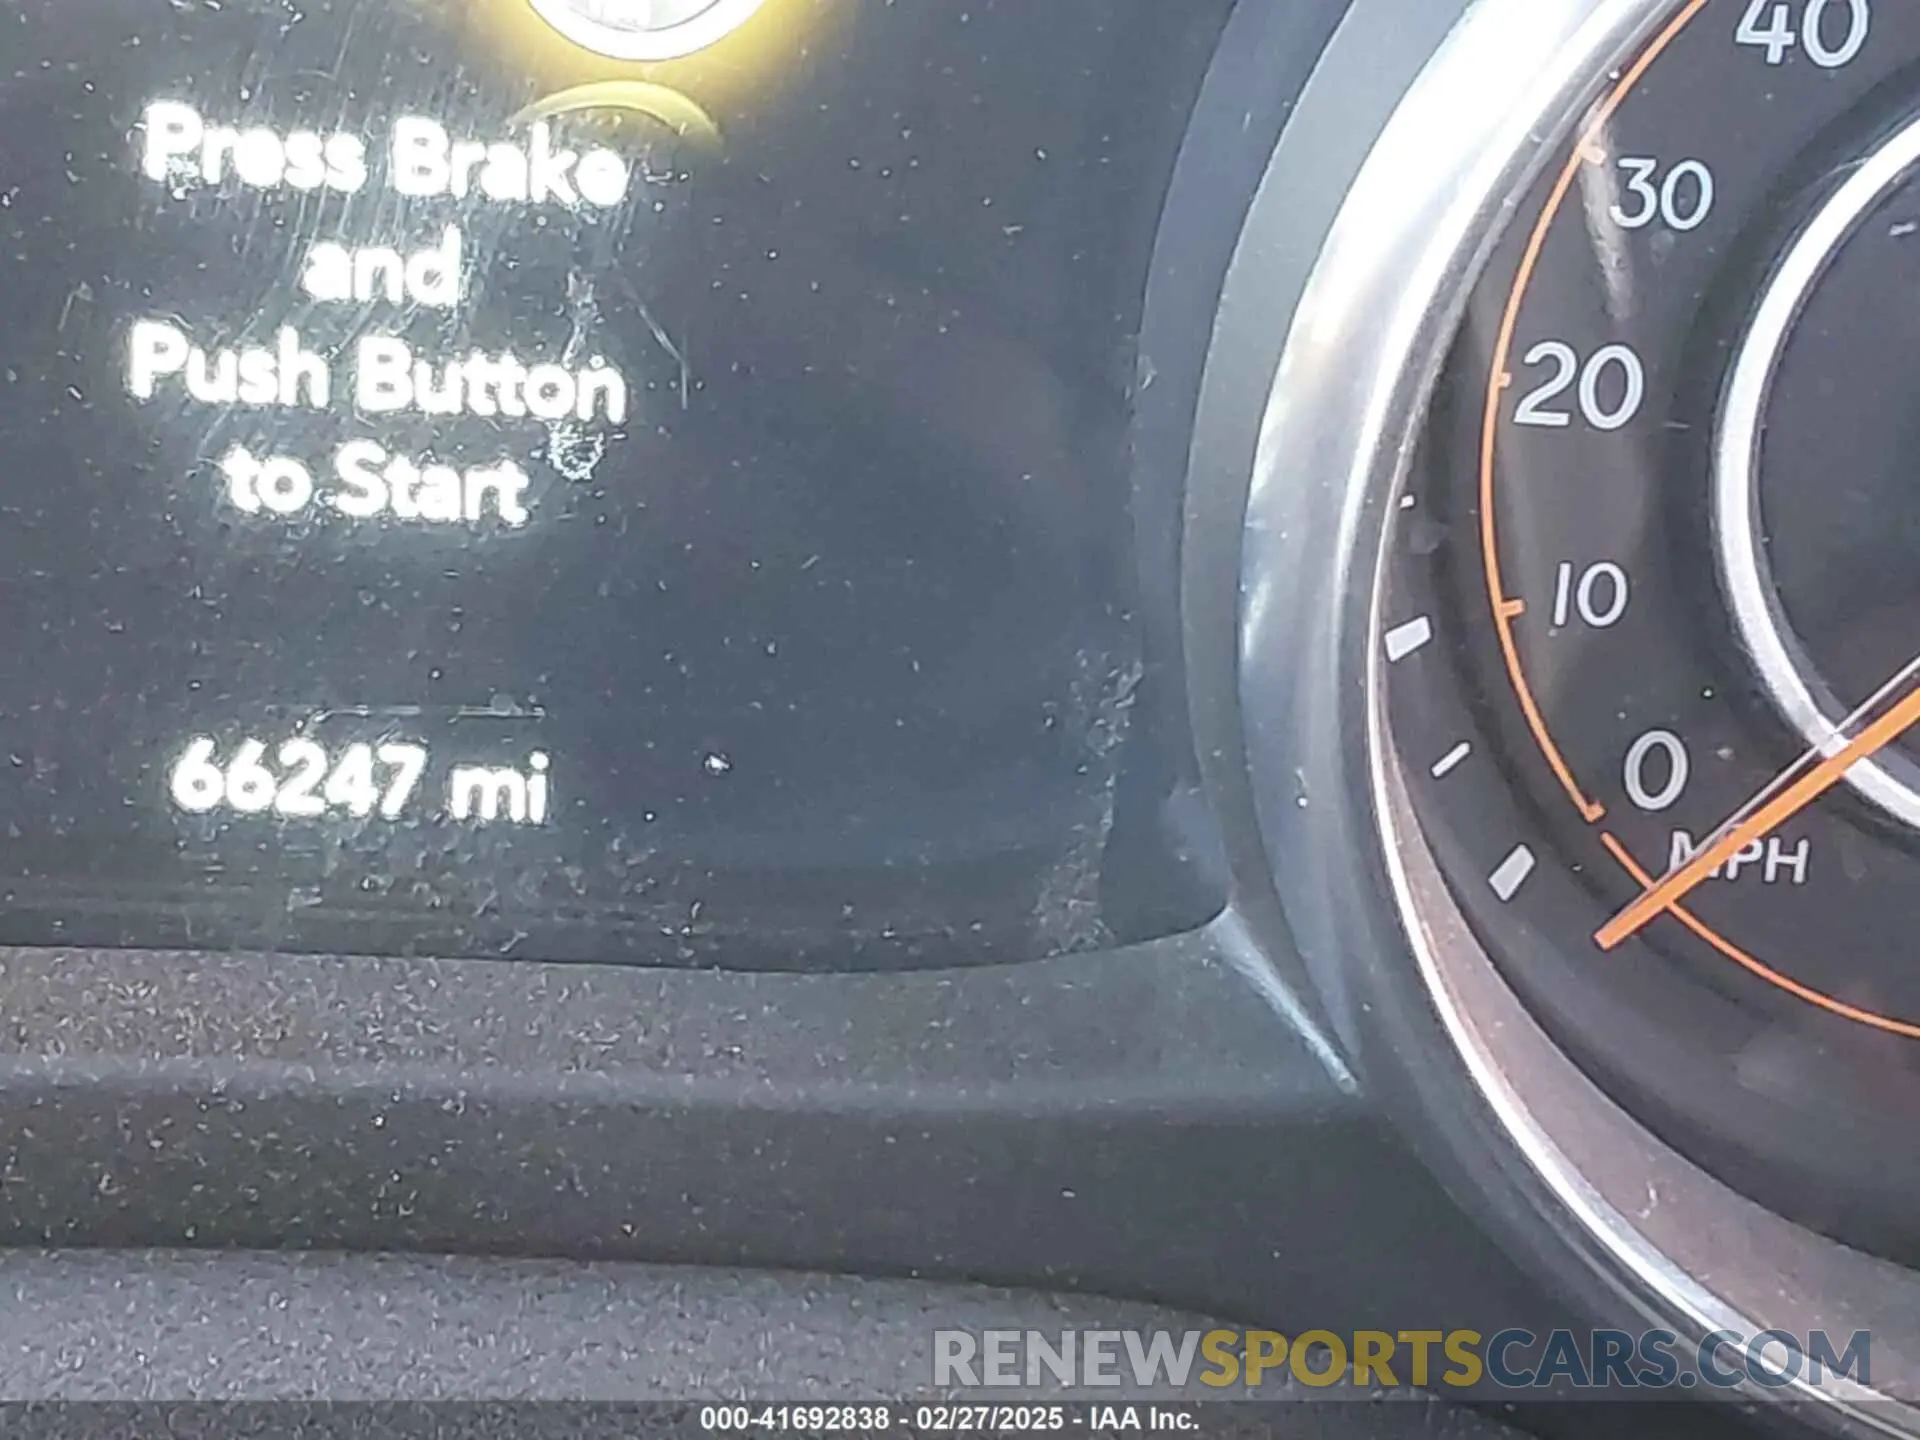 Press Brake
and
Push Button
to Start
66247 mi
40
30
20
10
0
MPH
RENEWSPORTSCARS.COM
000-41692838 - 02/27/2025 - IAA Inc.